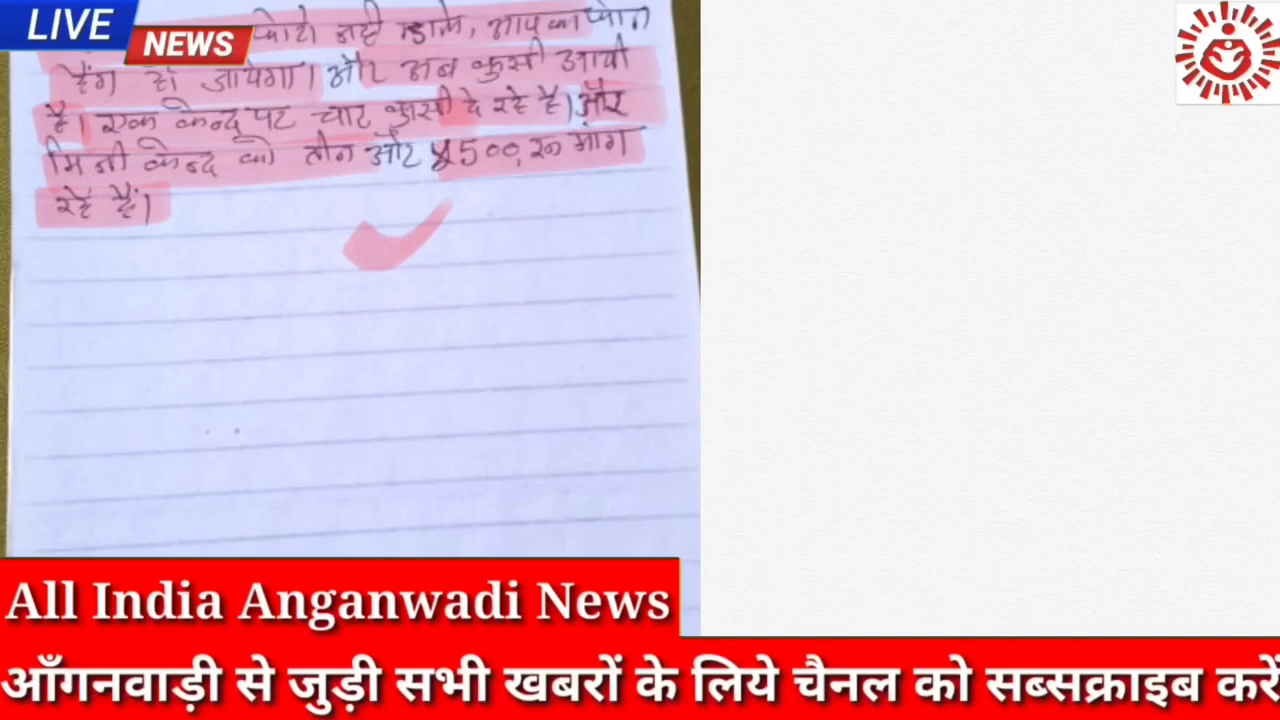 LIVE
NEWS
फोटो नही डाले, आप का फोन
हैंग हो जायेगा। और अब कुर्सी आयी
है। एक केन्द्र पर चार कुर्सी दे रहे है। और
मिनी केन्द्र को तीन और 500 रू मांग
रहे हैं।
All India Anganwadi News
आँगनवाड़ी से जुड़ी सभी खबरों के लिये चैनल को सब्सक्राइब करें